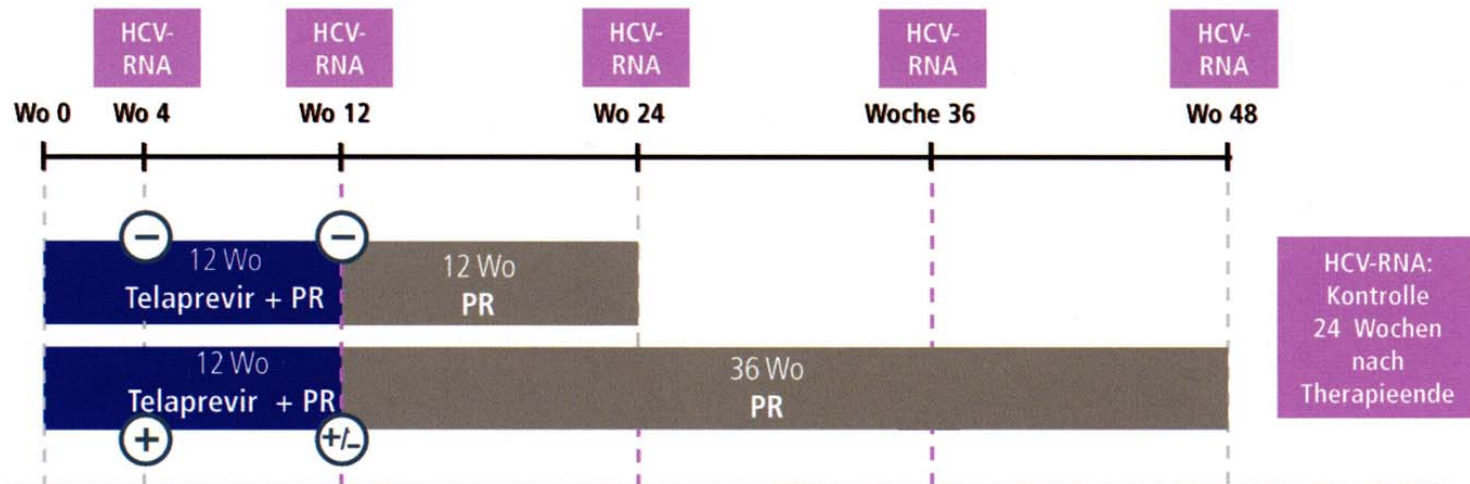 HCV-
RNA
HCV-
RNA
HCV-
RNA
HCV-
RNA
HCV-
RNA
Wo 0 Wo 4 Wo 12 Wo 24 Woche 36 Wo 48
− −
12 Wo
Telaprevir + PR
12 Wo
PR
12 Wo
Telaprevir + PR
36 Wo
PR
+ +/−
HCV-RNA:
Kontrolle
24 Wochen
nach
Therapieende